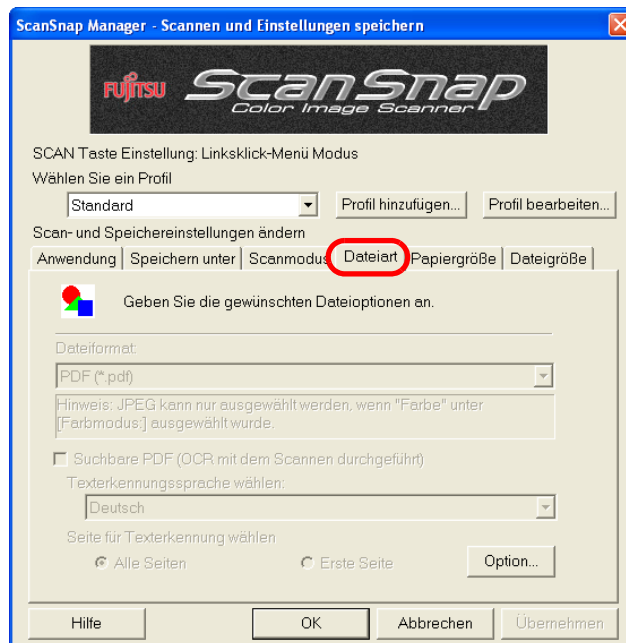 ScanSnap Manager - Scannen und Einstellungen speichern
FUJITSU ScanSnap
Color Image Scanner
SCAN Taste Einstellung: Linksklick-Menü Modus
Wählen Sie ein Profil
Standard Profil hinzufügen... Profil bearbeiten...
Scan- und Speichereinstellungen ändern
Anwendung Speichern unter Scanmodus Dateiart Papiergröße Dateigröße
Geben Sie die gewünschten Dateioptionen an.
Dateiformat:
PDF (*.pdf)
Hinweis: JPEG kann nur ausgewählt werden, wenn "Farbe" unter
[Farbmodus:] ausgewählt wurde.
Suchbare PDF (OCR mit dem Scannen durchgeführt)
Texterkennungssprache wählen:
Deutsch
Seite für Texterkennung wählen
Alle Seiten Erste Seite Option...
Hilfe OK Abbrechen Übernehmen